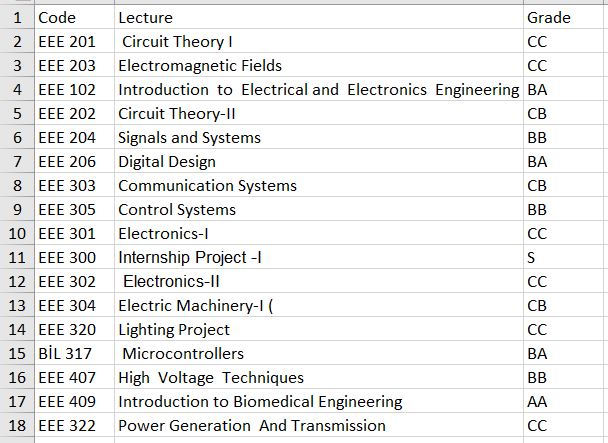 1 Code Lecture Grade
2 EEE 201 Circuit Theory I CC
3 EEE 203 Electromagnetic Fields CC
4 EEE 102 Introduction to Electrical and Electronics Engineering BA
5 EEE 202 Circuit Theory-II CB
6 EEE 204 Signals and Systems BB
7 EEE 206 Digital Design BA
8 EEE 303 Communication Systems CB
9 EEE 305 Control Systems BB
10 EEE 301 Electronics-I CC
11 EEE 300 Internship Project -I S
12 EEE 302 Electronics-II CC
13 EEE 304 Electric Machinery-I ( CB
14 EEE 320 Lighting Project CC
15 BİL 317 Microcontrollers BA
16 EEE 407 High Voltage Techniques BB
17 EEE 409 Introduction to Biomedical Engineering AA
18 EEE 322 Power Generation And Transmission CC